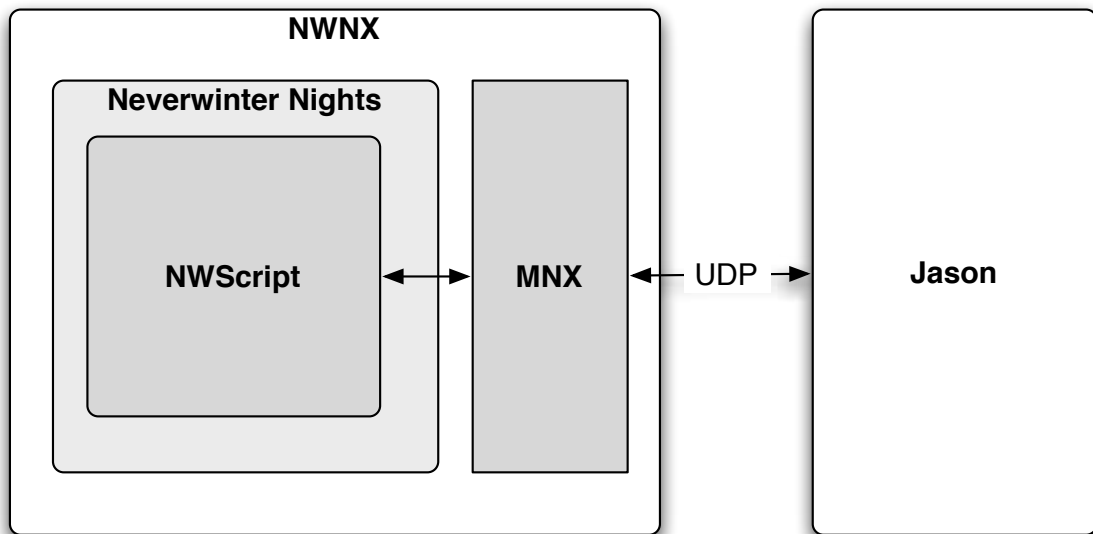 NWNX
Neverwinter Nights
NWScript
MNX
UDP
Jason